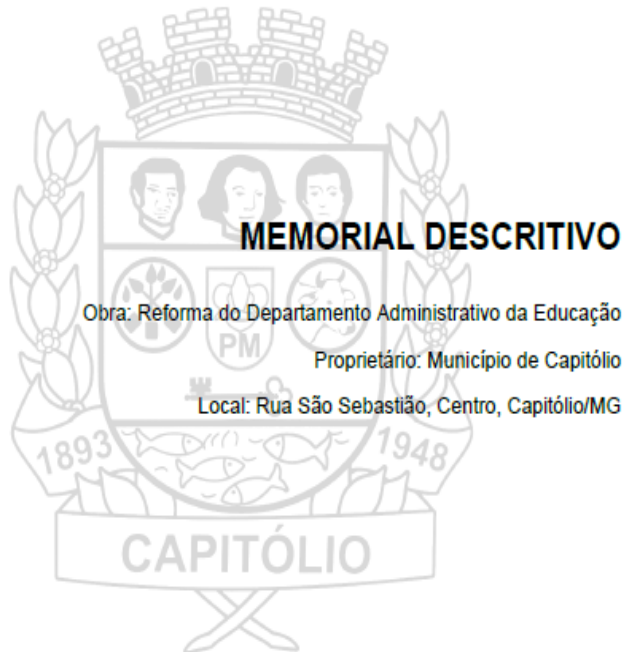 MEMORIAL DESCRITIVO
Obra: Reforma do Departamento Administrativo da Educação
PM
Proprietário: Município de Capitólio
Local: Rua São Sebastião, Centro, Capitólio/MG
1893
1948
CAPITÓLIO